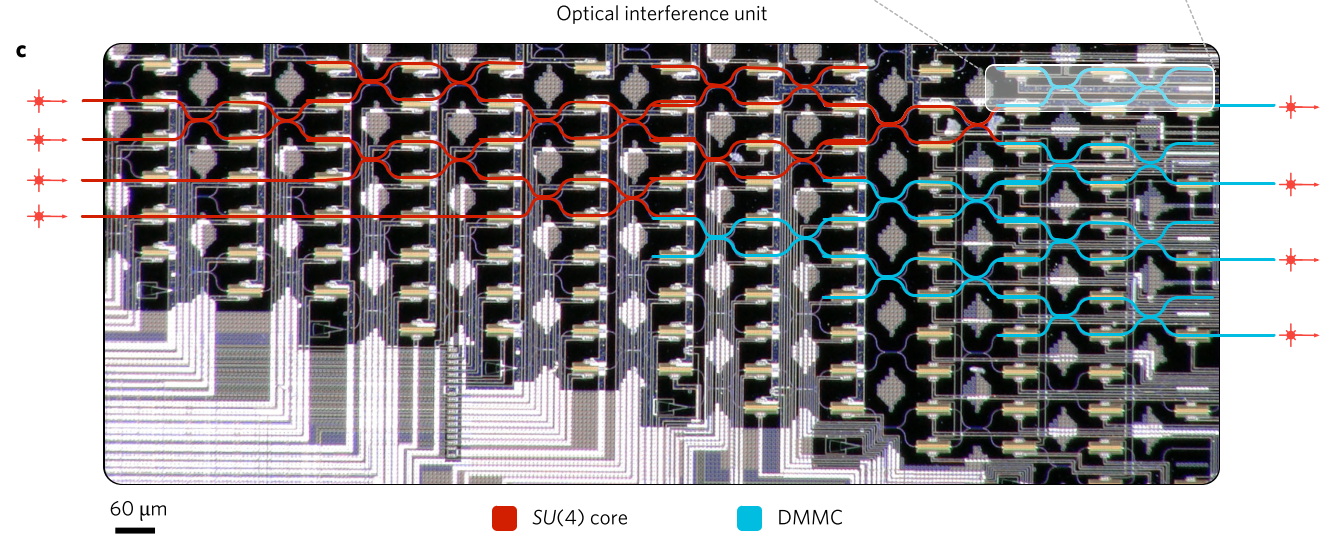 Optical interference unit
c
60 μm
SU(4) core
DMMC